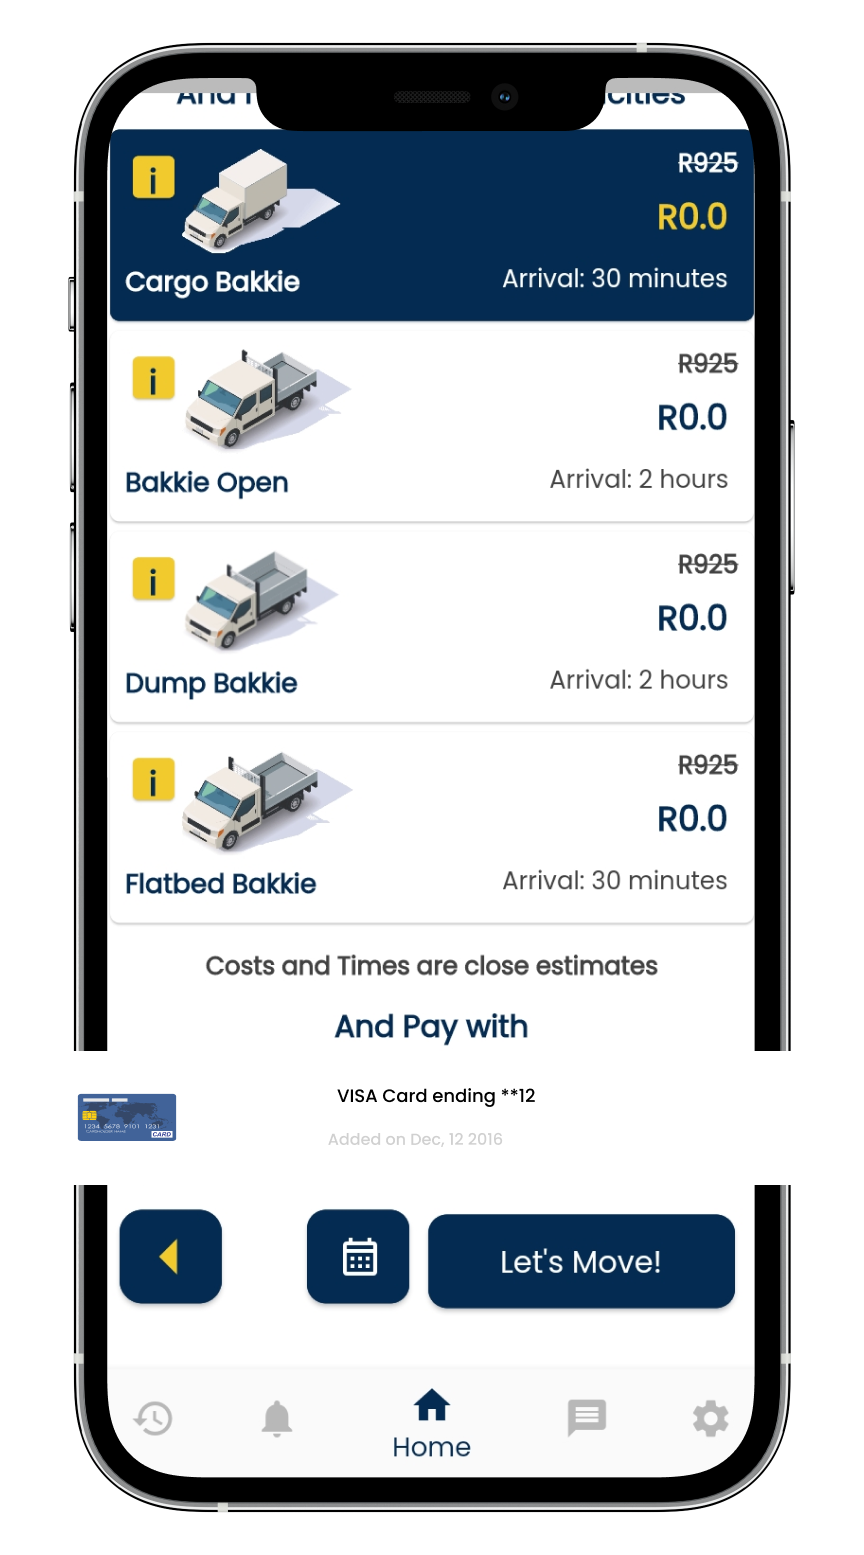 R925
R0.0
Cargo Bakkie
Arrival: 30 minutes
R925
R0.0
Bakkie Open
Arrival: 2 hours
R925
R0.0
Dump Bakkie
Arrival: 2 hours
R925
R0.0
Flatbed Bakkie
Arrival: 30 minutes
Costs and Times are close estimates
And Pay with
VISA Card ending **12
1234 5678 9101 1231
CARD
Added on Dec, 12 2016
Let's Move!
Home